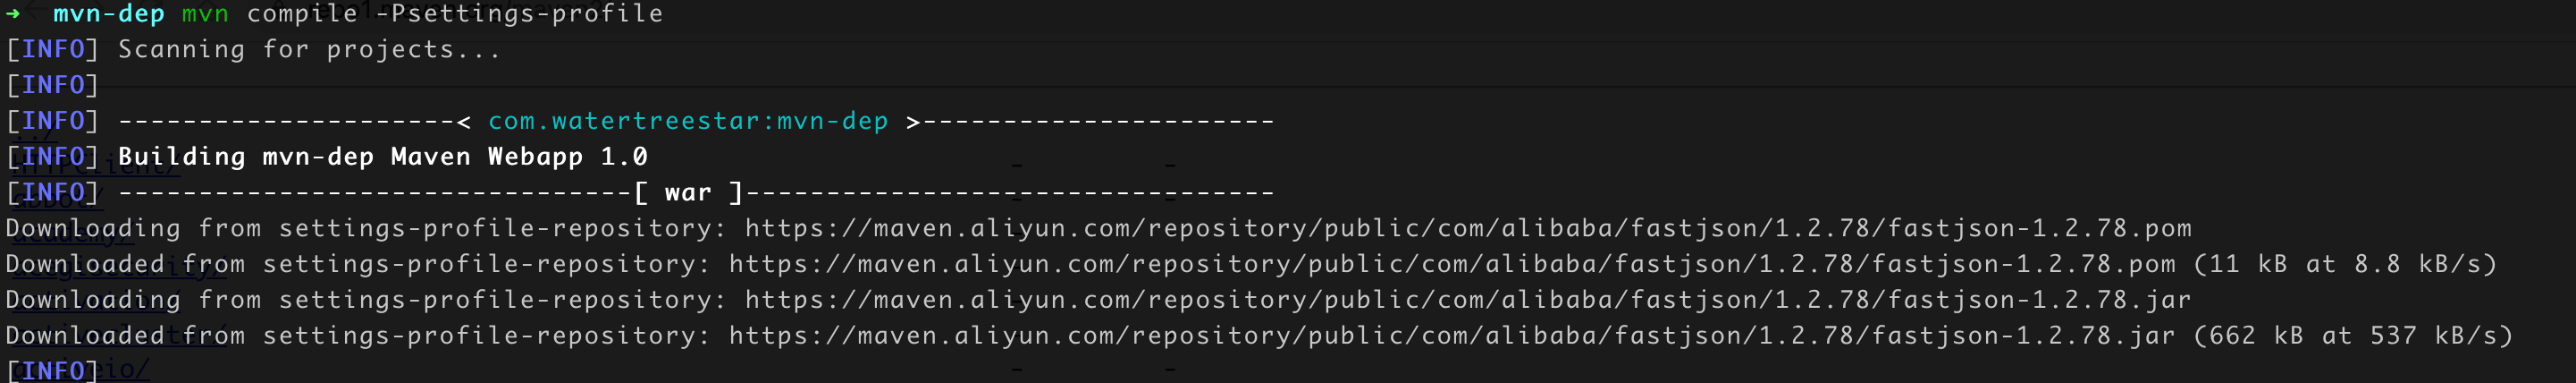 ➜  mvn-dep mvn compile -Psettings-profile
[INFO] Scanning for projects...
[INFO]
[INFO] ---------------------< com.watertreestar:mvn-dep >----------------------
[INFO] Building mvn-dep Maven Webapp 1.0
[INFO] --------------------------------[ war ]---------------------------------
Downloading from settings-profile-repository: https://maven.aliyun.com/repository/public/com/alibaba/fastjson/1.2.78/fastjson-1.2.78.pom
Downloaded from settings-profile-repository: https://maven.aliyun.com/repository/public/com/alibaba/fastjson/1.2.78/fastjson-1.2.78.pom (11 kB at 8.8 kB/s)
Downloading from settings-profile-repository: https://maven.aliyun.com/repository/public/com/alibaba/fastjson/1.2.78/fastjson-1.2.78.jar
Downloaded from settings-profile-repository: https://maven.aliyun.com/repository/public/com/alibaba/fastjson/1.2.78/fastjson-1.2.78.jar (662 kB at 537 kB/s)
[INFO]